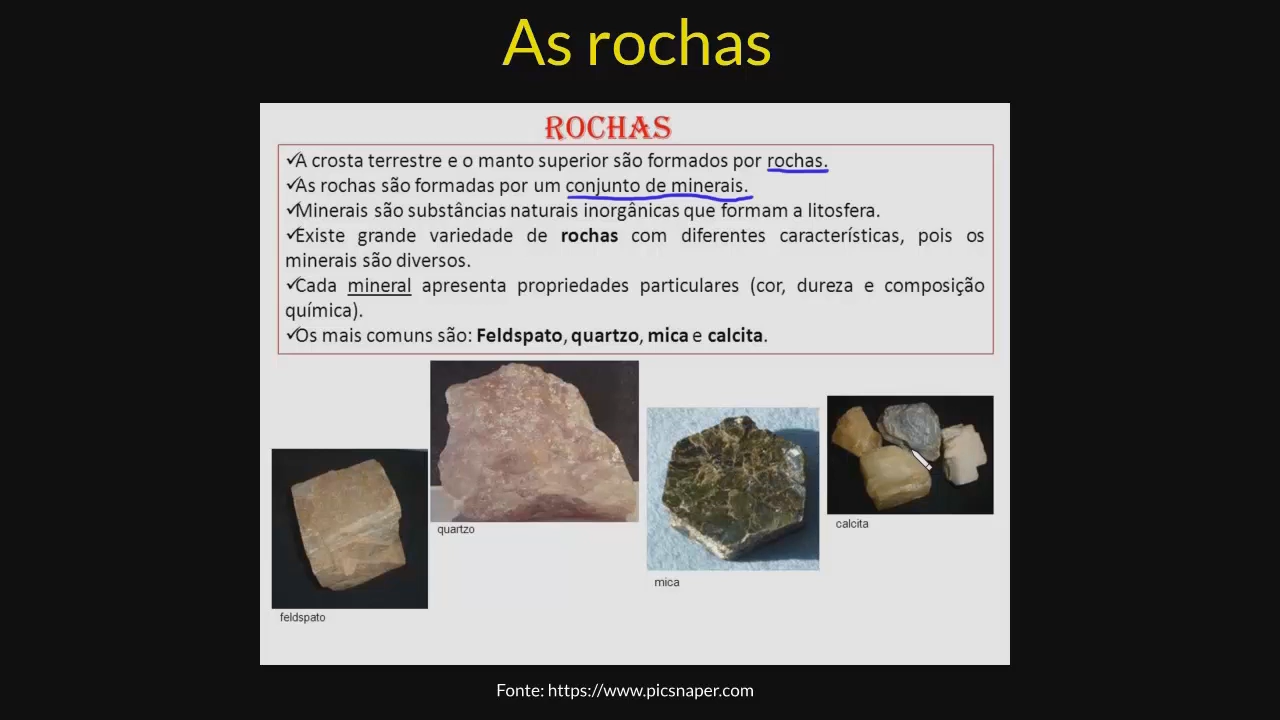 As rochas
ROCHAS
✓A crosta terrestre e o manto superior são formados por rochas.
✓As rochas são formadas por um conjunto de minerais.
✓Minerais são substâncias naturais inorgânicas que formam a litosfera.
✓Existe grande variedade de rochas com diferentes características, pois os
minerais são diversos.
✓Cada mineral apresenta propriedades particulares (cor, dureza e composição
química).
✓Os mais comuns são: Feldspato, quartzo, mica e calcita.
quartzo
calcita
mica
feldspato
Fonte: https://www.picsnaper.com